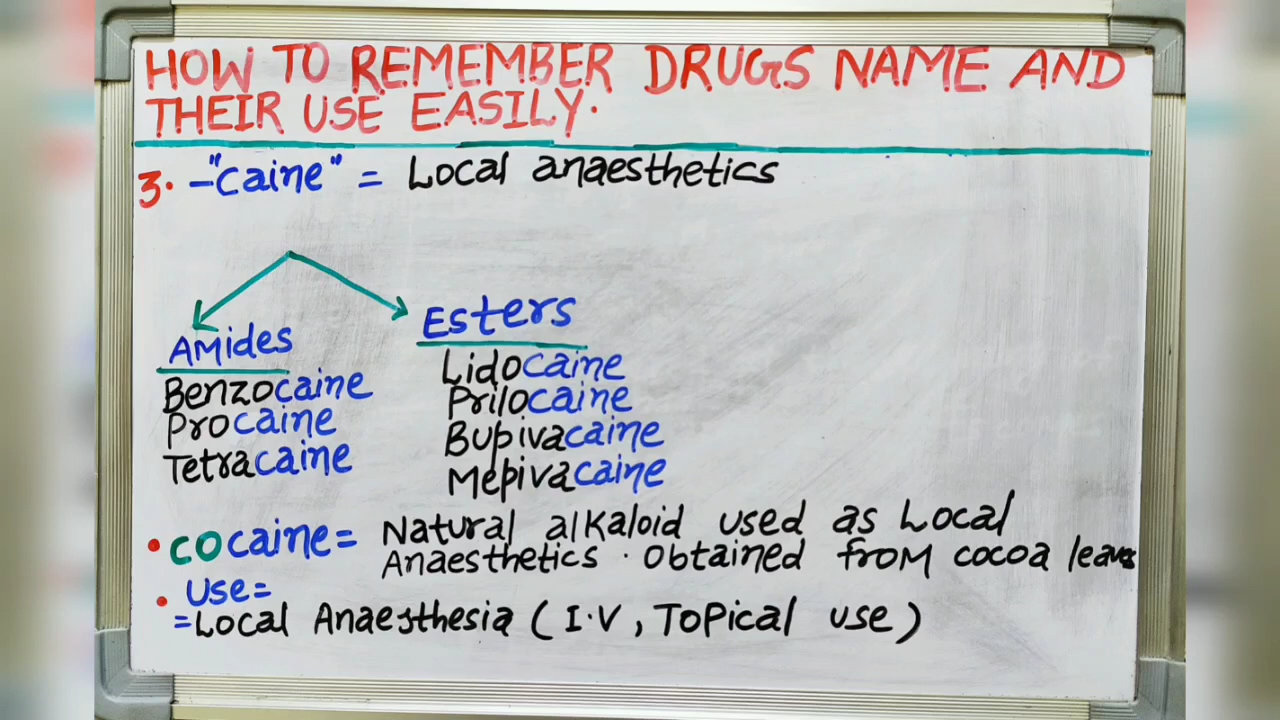 HOW TO REMEMBER DRUGS NAME AND
THEIR USE EASILY.
3. -"caine" = Local anaesthetics
Amides
Benzocaine
Procaine
Tetracaine
Esters
Lidocaine
Prilocaine
Bupivacaine
Mepivacaine
• cocaine = Natural alkaloid used as Local
Anaesthetics. Obtained from cocoa leaves
• Use=
=Local Anaesthesia (I.V, Topical use)